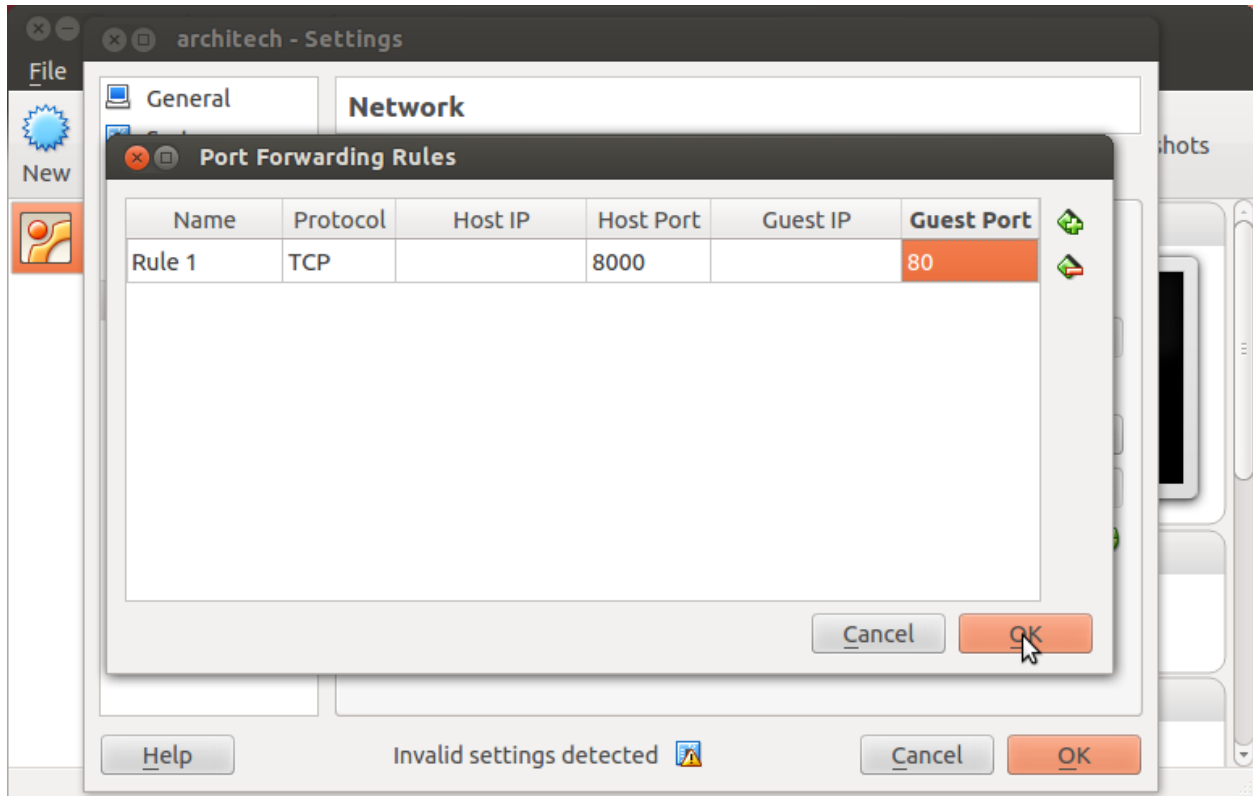 architech - Settings
File
General
Network
New
shots
Port Forwarding Rules
Name Protocol Host IP Host Port Guest IP Guest Port
Rule 1 TCP 8000 80
Cancel OK
Help Invalid settings detected Cancel OK